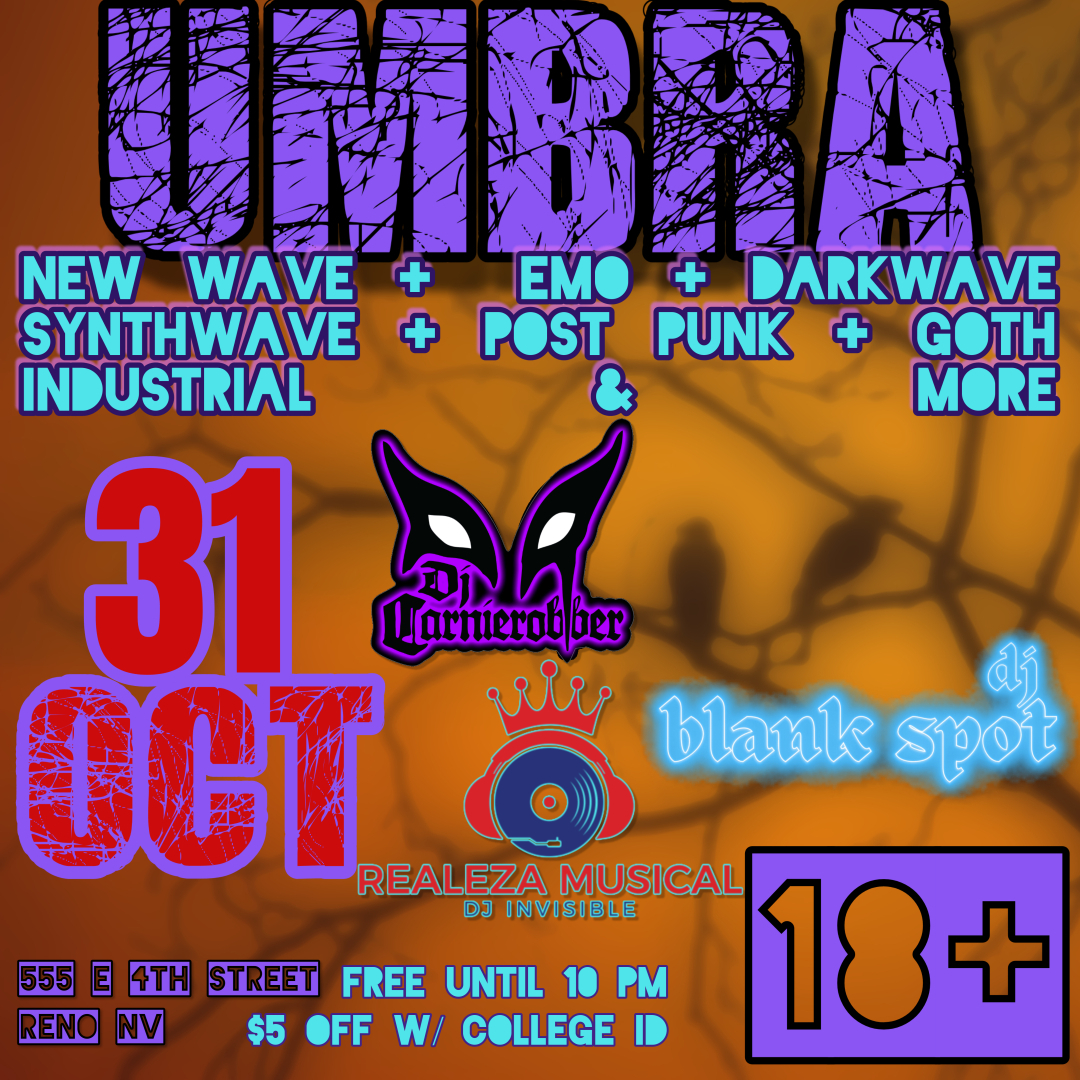 UMBRA
NEW WAVE + EMO + DARKWAVE
SYNTHWAVE + POST PUNK + GOTH
INDUSTRIAL & MORE
31
OCT
Dj
Carnierobber
dj
blank spot
REALEZA MUSICAL
DJ INVISIBLE
18+
555 E 4TH STREET
RENO NV
FREE UNTIL 10 PM
$5 OFF W/ COLLEGE ID